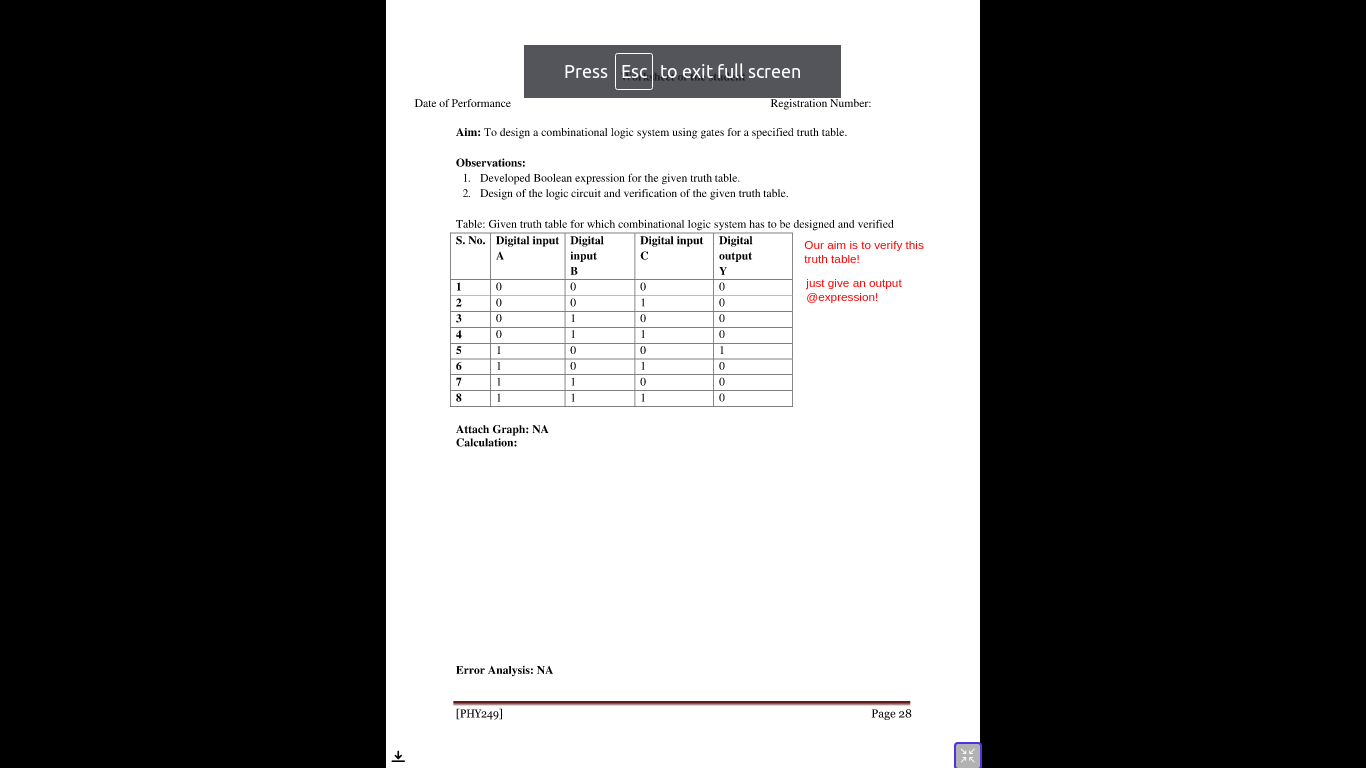 Press Esc to exit full screen
Date of Performance Registration Number:
Aim: To design a combinational logic system using gates for a specified truth table.
Observations:
1. Developed Boolean expression for the given truth table.
2. Design of the logic circuit and verification of the given truth table.
Table: Given truth table for which combinational logic system has to be designed and verified
S. No. Digital input A Digital input B Digital input C Digital output Y
1 0 0 0 0
2 0 0 1 0
3 0 1 0 0
4 0 1 1 0
5 1 0 0 1
6 1 0 1 0
7 1 1 0 0
8 1 1 1 0
Our aim is to verify this
truth table!
just give an output
@expression!
Attach Graph: NA
Calculation:
Error Analysis: NA
[PHY249] Page 28